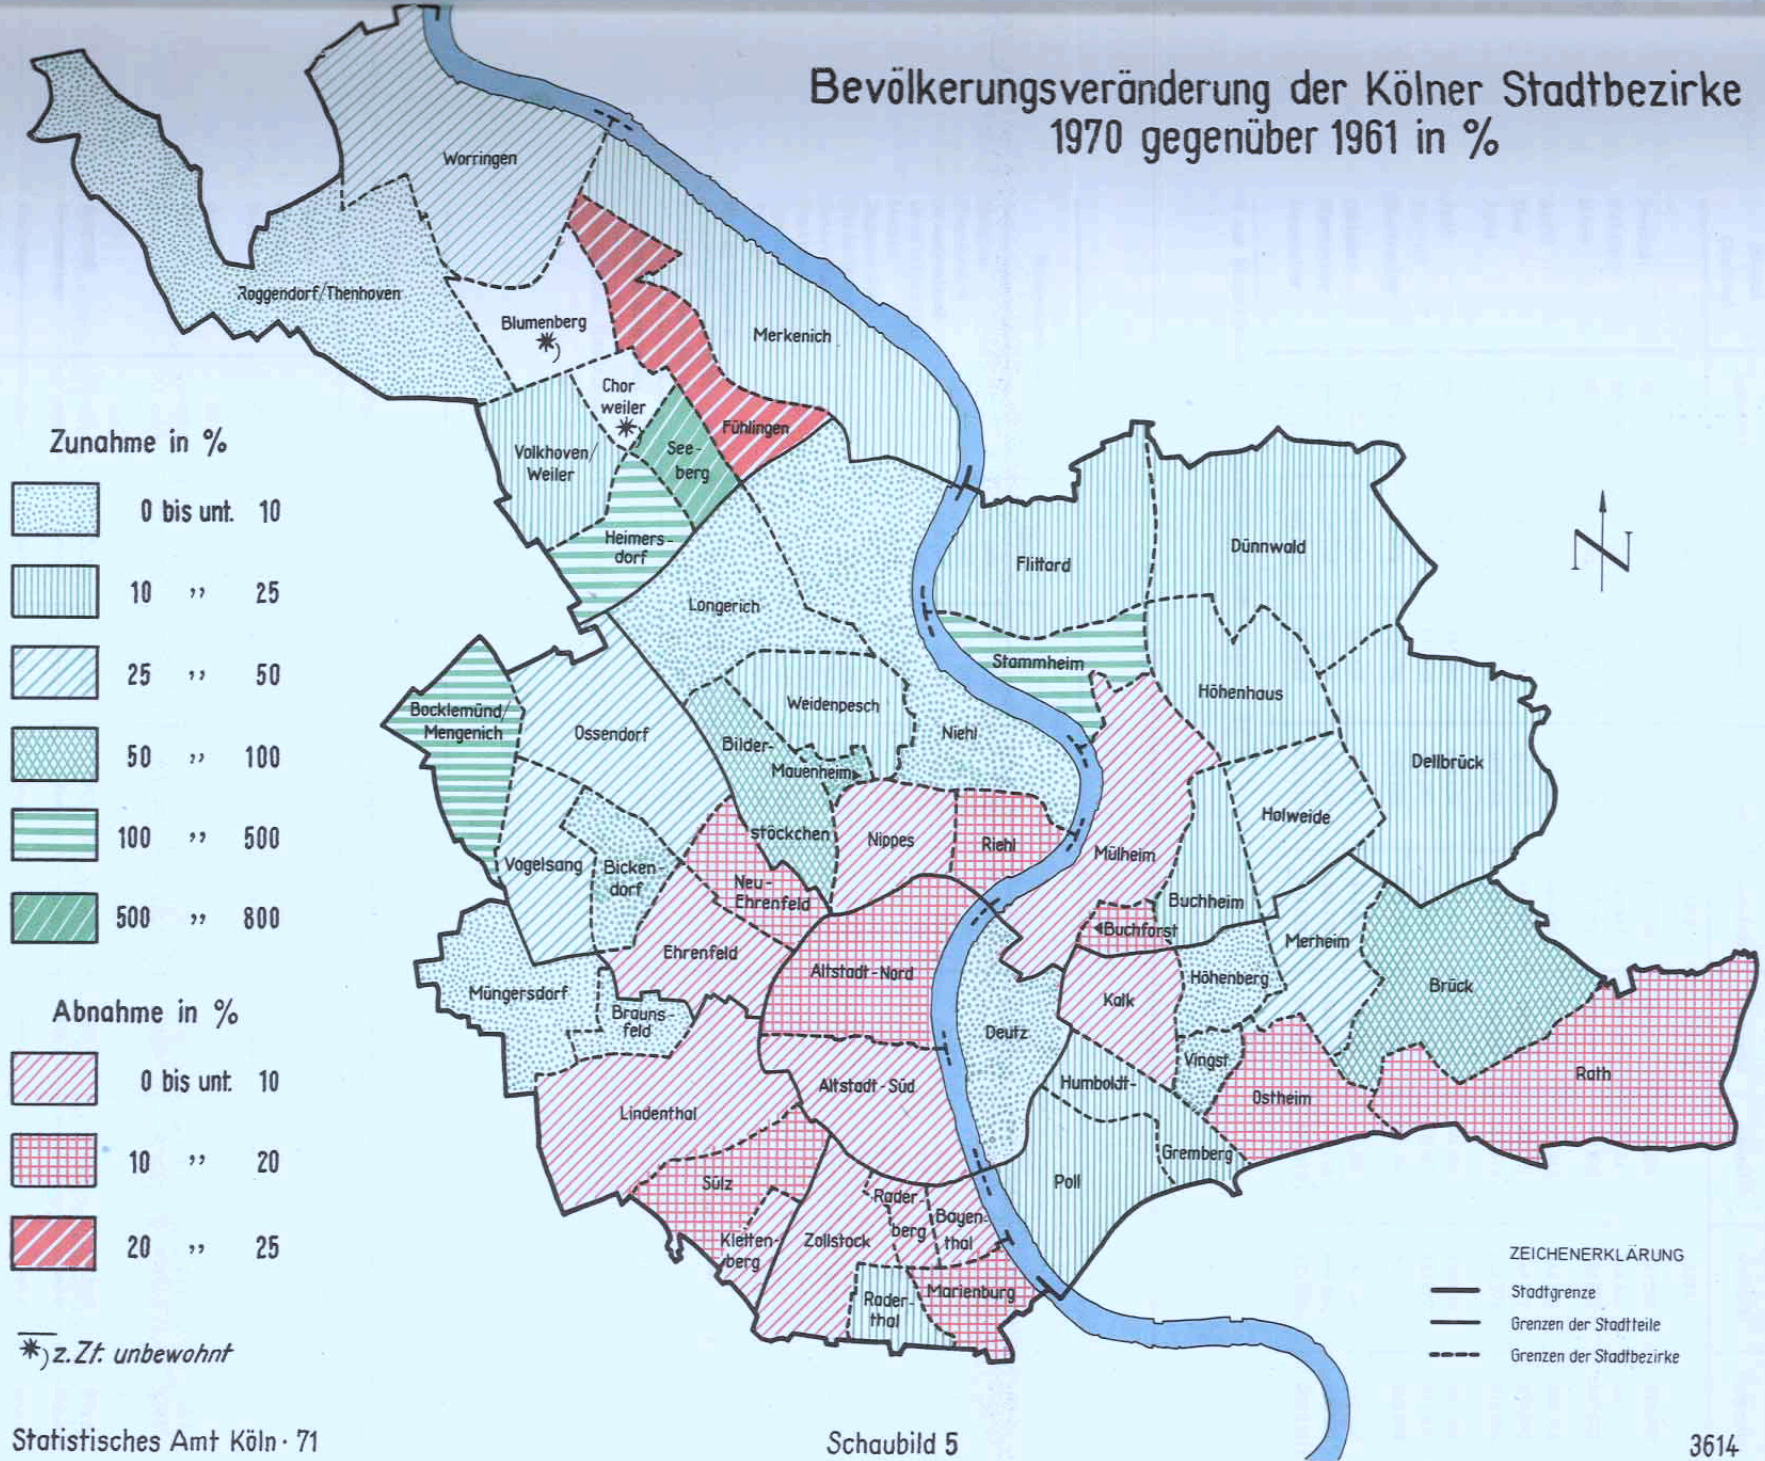 Bevölkerungsveränderung der Kölner Stadtbezirke
1970 gegenüber 1961 in %
Worringen
Roggendorf/Thenhoven
Blumenberg
*)
Merkenich
Chor
weiler
*)
Fühlingen
Volkhoven/
Weiler
See-
berg
Heimers-
dorf
Longerich
Flittard
Dünnwald
Stammheim
Höhenhaus
Bocklemünd/
Mengenich
Ossendorf
Weidenpesch
Niehl
Bilder-
stöckchen
Mauenheim
Dellbrück
Holweide
Nippes
Riehl
Mülheim
Vogelsang
Bicken-
dorf
Neu-
Ehrenfeld
Buchheim
Buchforst
Merheim
Ehrenfeld
Altstadt-Nord
Müngersdorf
Brauns-
feld
Höhenberg
Kalk
Brück
Deutz
Vingst
Rath
Altstadt-Süd
Humboldt-
Gremberg
Ostheim
Lindenthal
Poll
Sülz
Rader-
berg
Bayen-
thal
Kletten-
berg
Zollstock
Marienburg
Rader-
thal
Zunahme in %
0 bis unt. 10
10 ,, 25
25 ,, 50
50 ,, 100
100 ,, 500
500 ,, 800
Abnahme in %
0 bis unt. 10
10 ,, 20
20 ,, 25
*) z.Zt. unbewohnt
N
ZEICHENERKLÄRUNG
Stadtgrenze
Grenzen der Stadtteile
Grenzen der Stadtbezirke
Statistisches Amt Köln · 71
Schaubild 5
3614